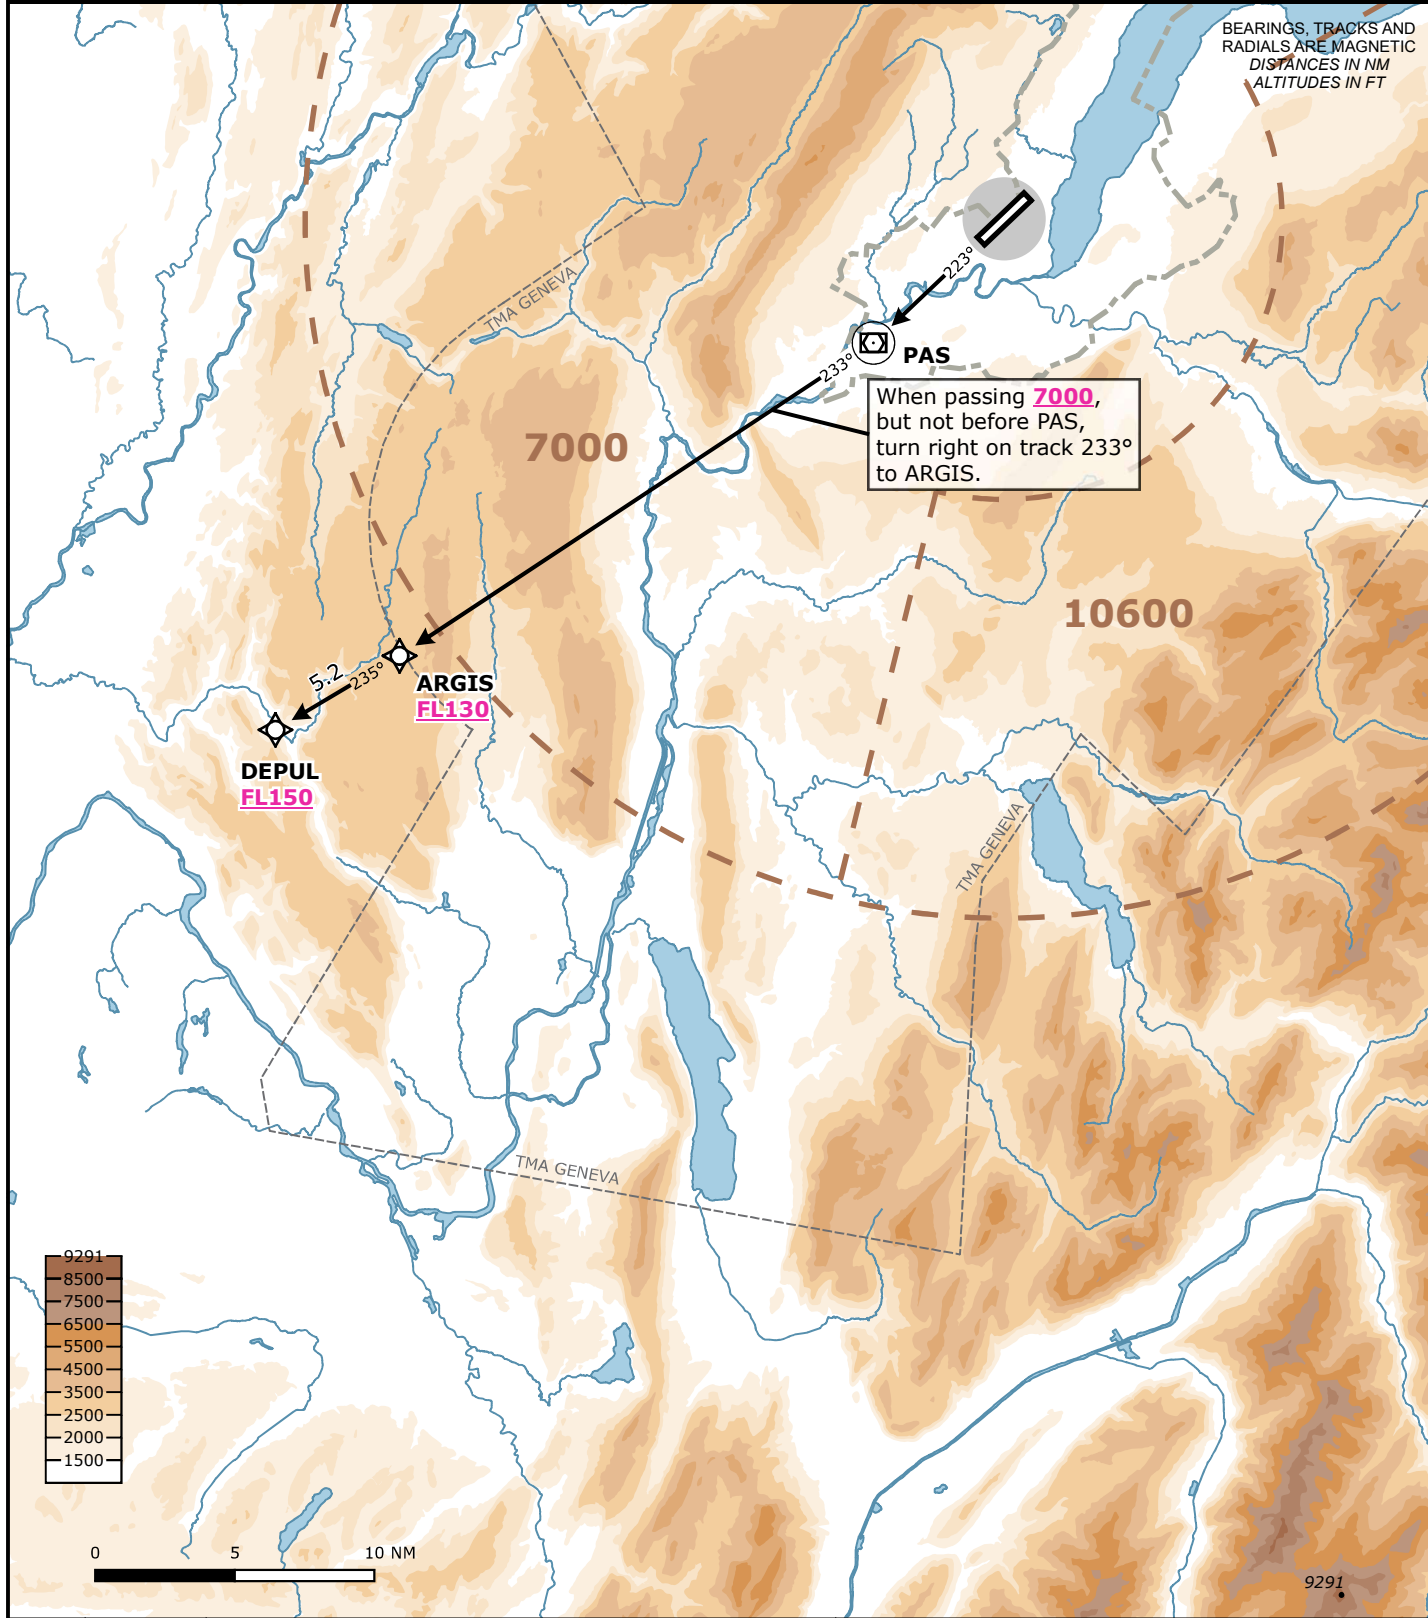 BEARINGS, TRACKS AND
RADIALS ARE MAGNETIC
DISTANCES IN NM
ALTITUDES IN FT
223°
TMA GENEVA
PAS
233°
When passing 7000,
but not before PAS,
turn right on track 233°
to ARGIS.
7000
10600
5.2
235°
ARGIS
FL130
DEPUL
FL150
TMA GENEVA
TMA GENEVA
9291
8500
7500
6500
5500
4500
3500
2500
2000
1500
0 5 10 NM
9291